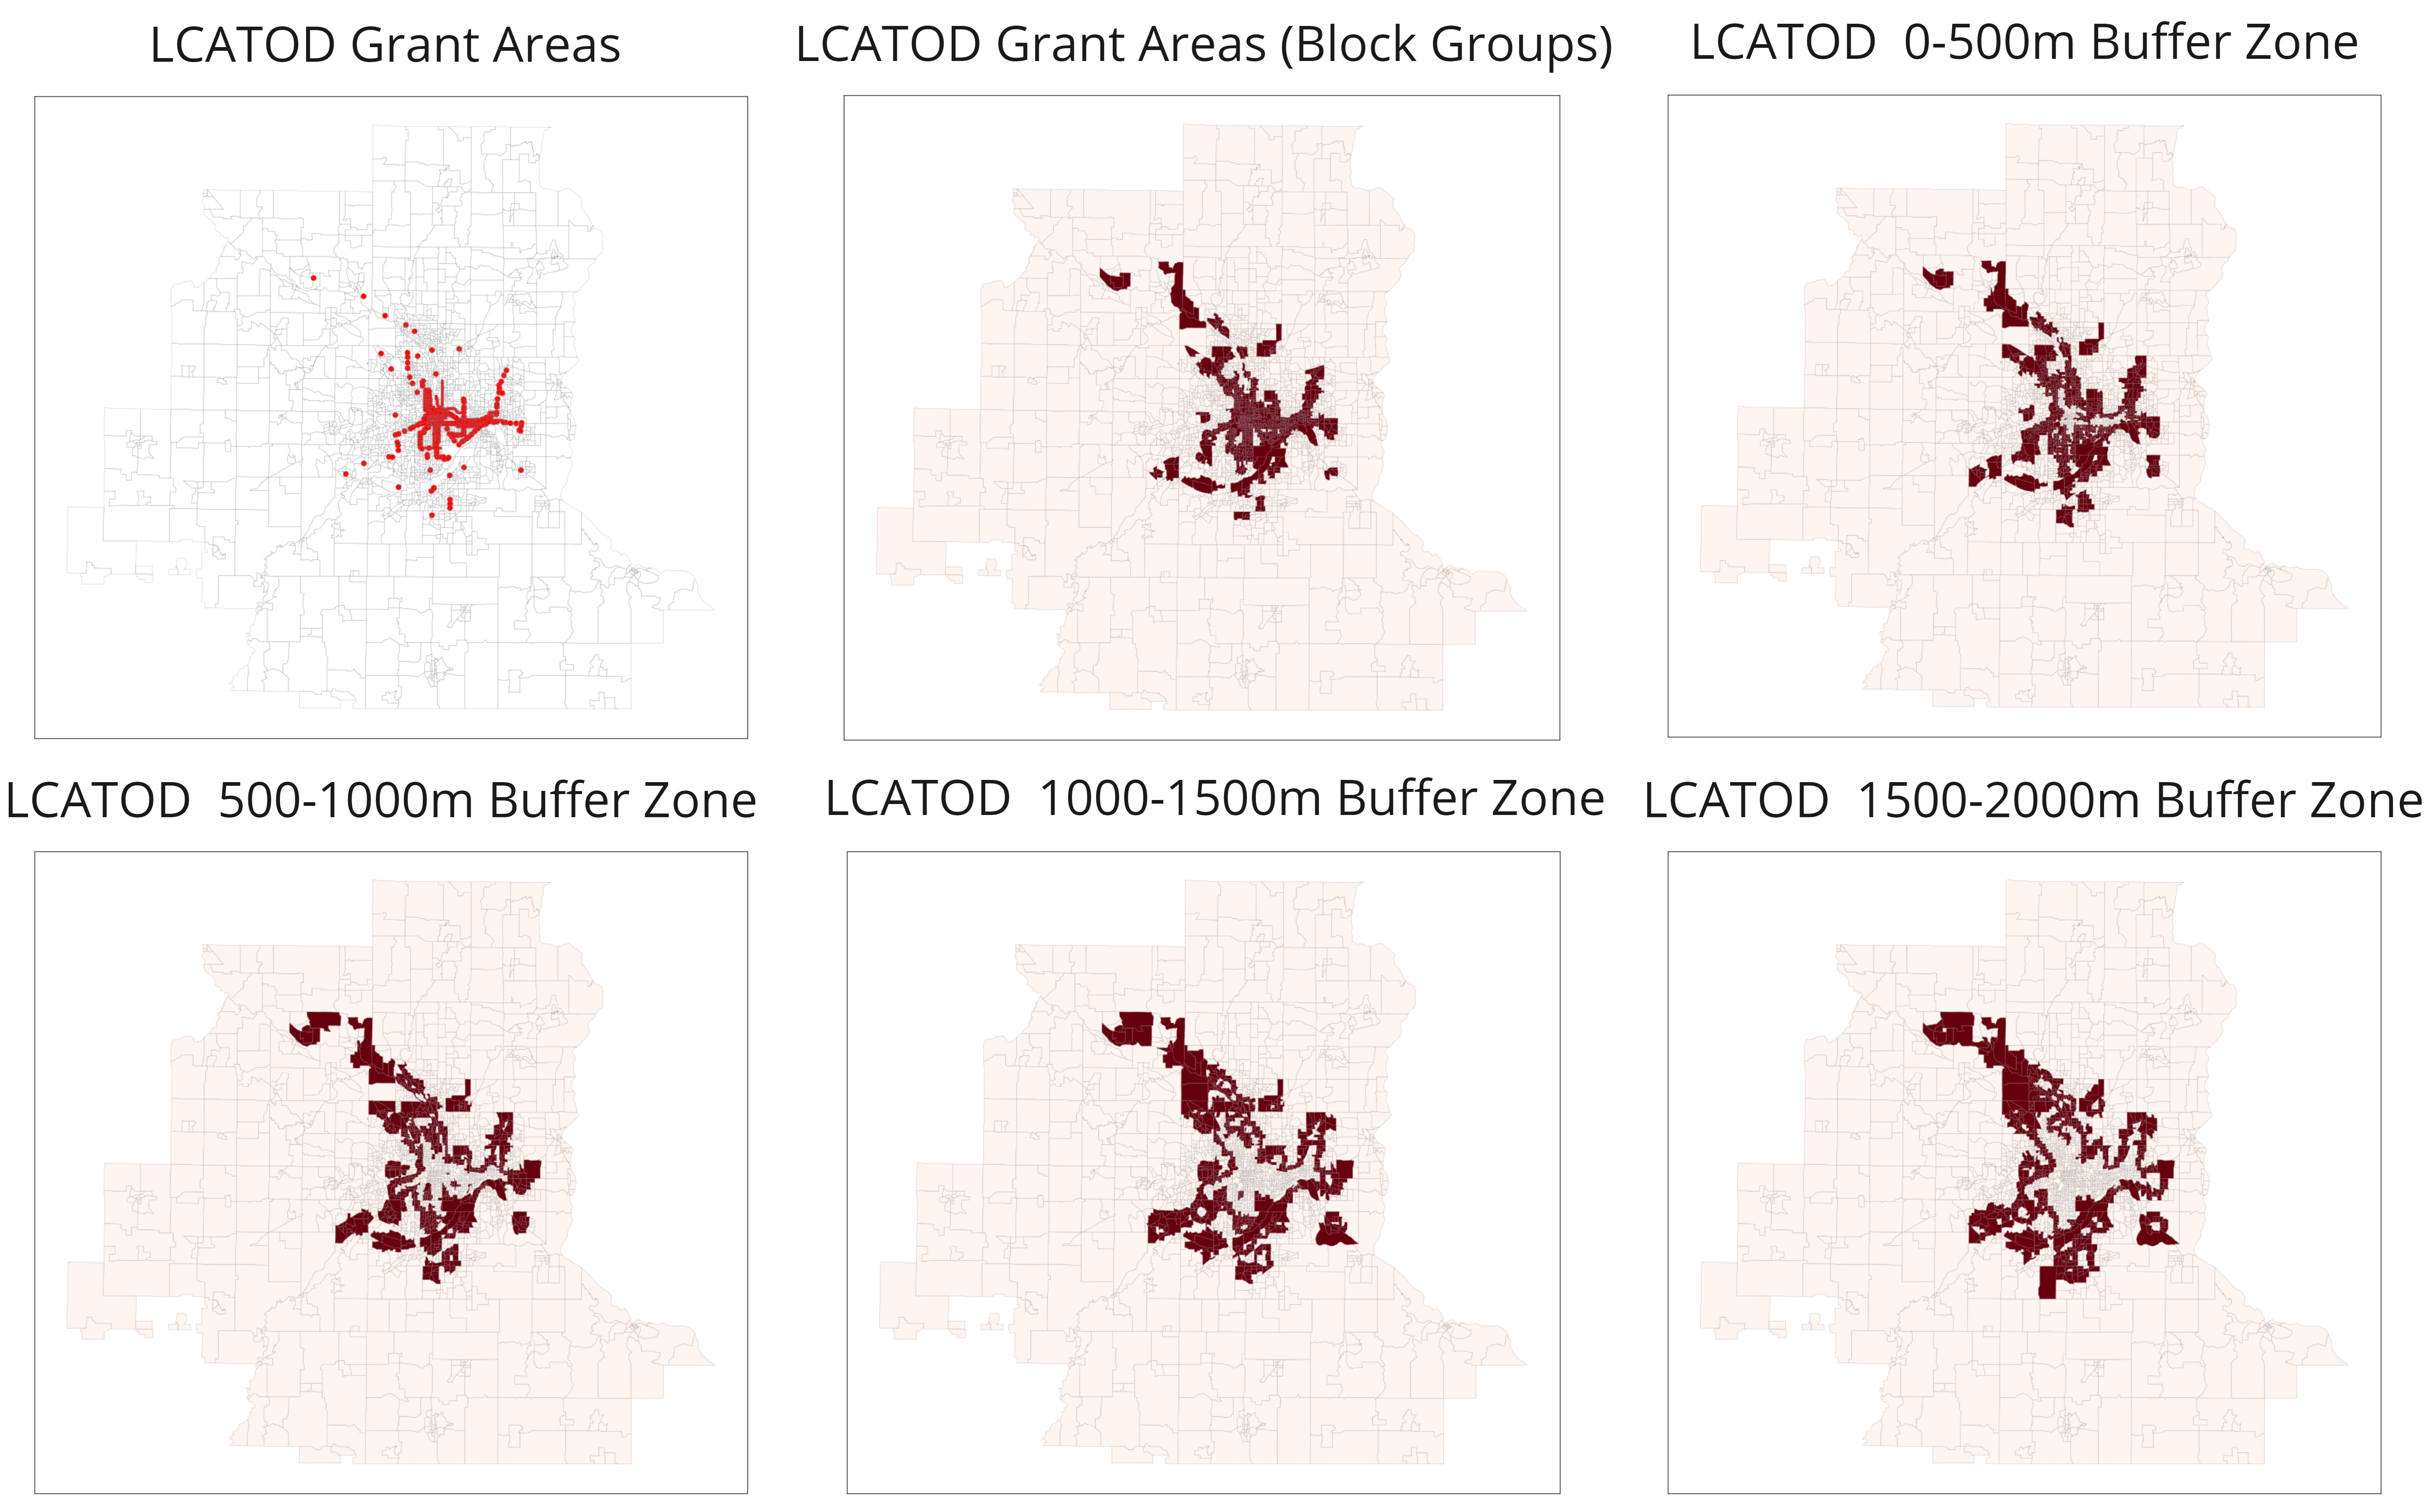 LCATOD Grant Areas
LCATOD Grant Areas (Block Groups)
LCATOD 0-500m Buffer Zone
LCATOD 500-1000m Buffer Zone
LCATOD 1000-1500m Buffer Zone
LCATOD 1500-2000m Buffer Zone